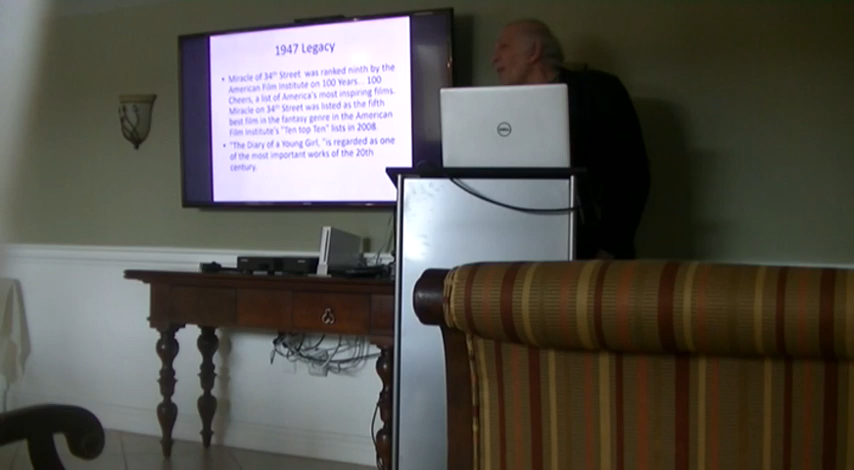 1947 Legacy
• Miracle of 34th Street was ranked ninth by the
American Film Institute on 100 Years... 100
Cheers, a list of America's most inspiring films.
Miracle on 34th Street was listed as the fifth
best film in the fantasy genre in the American
Film Institute's "Ten top Ten" lists in 2008.
• "The Diary of a Young Girl, "is regarded as one
of the most important works of the 20th
century.
DELL